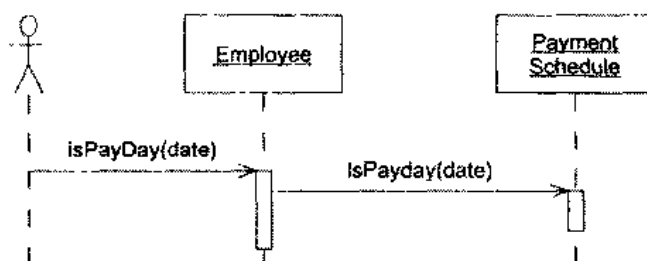 Employee
Payment
Schedule
isPayDay(date)
IsPayday(date)